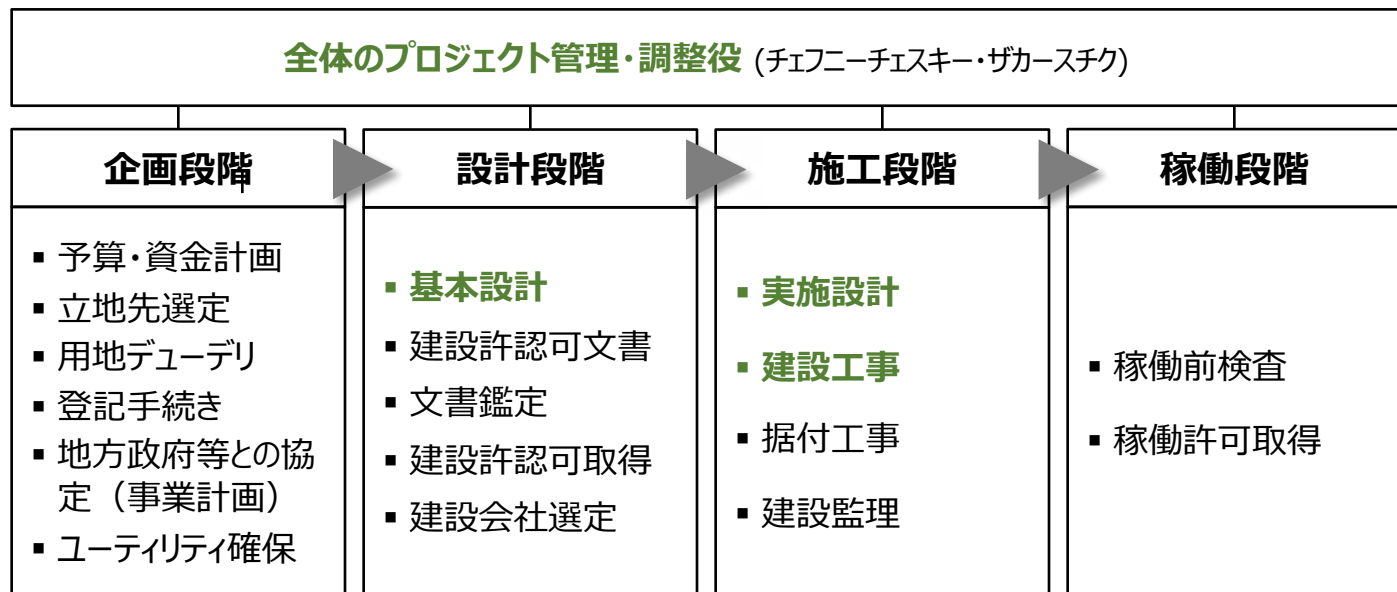 全体のプロジェクト管理・調整役 (チェフニーチェスキー・ザカースチク)
企画段階
▪ 予算・資金計画
▪ 立地先選定
▪ 用地デューデリ
▪ 登記手続き
▪ 地方政府等との協
定（事業計画）
▪ ユーティリティ確保
設計段階
▪ 基本設計
▪ 建設許認可文書
▪ 文書鑑定
▪ 建設許認可取得
▪ 建設会社選定
施工段階
▪ 実施設計
▪ 建設工事
▪ 据付工事
▪ 建設監理
稼働段階
▪ 稼働前検査
▪ 稼働許可取得